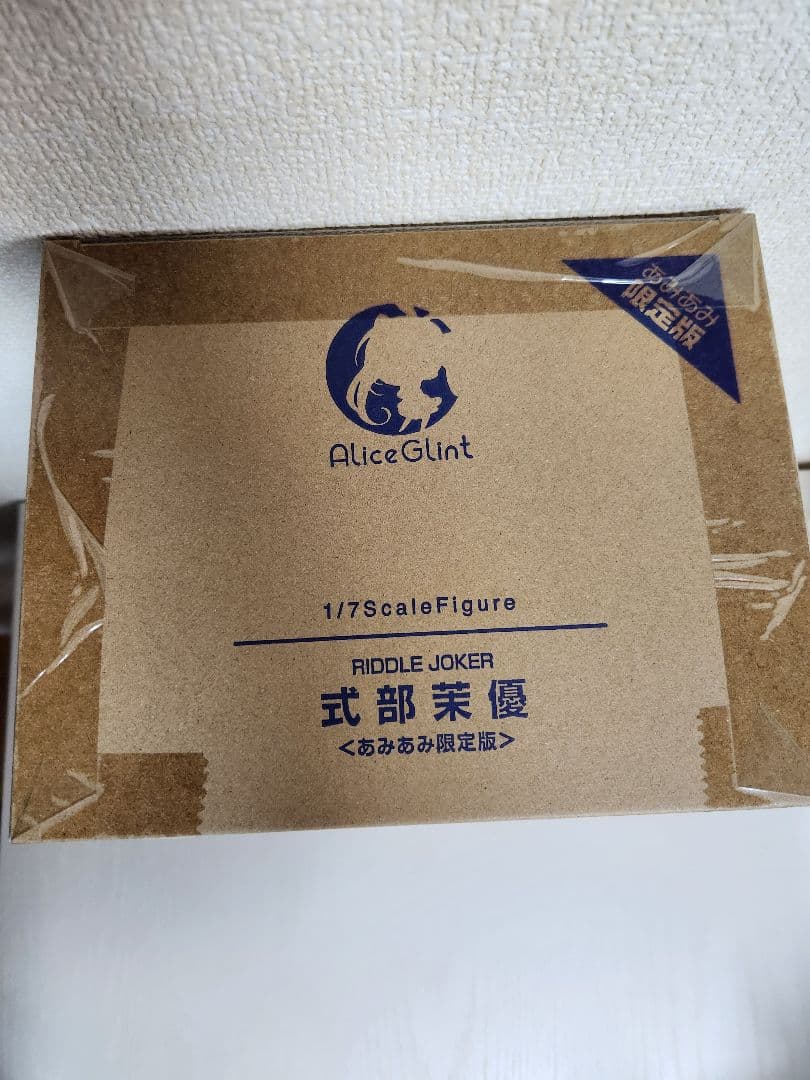 あみあみ
限定版
AliceGlint
1/7ScaleFigure
RIDDLE JOKER
式部茉優
<あみあみ限定版>